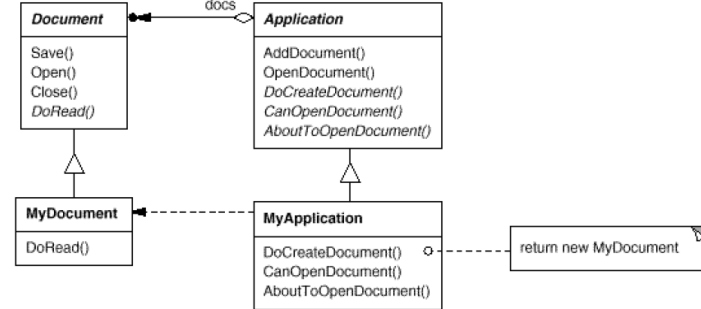 docs
Document
Save()
Open()
Close()
DoRead()
Application
AddDocument()
OpenDocument()
DoCreateDocument()
CanOpenDocument()
AboutToOpenDocument()
MyDocument
DoRead()
MyApplication
DoCreateDocument()
CanOpenDocument()
AboutToOpenDocument()
return new MyDocument